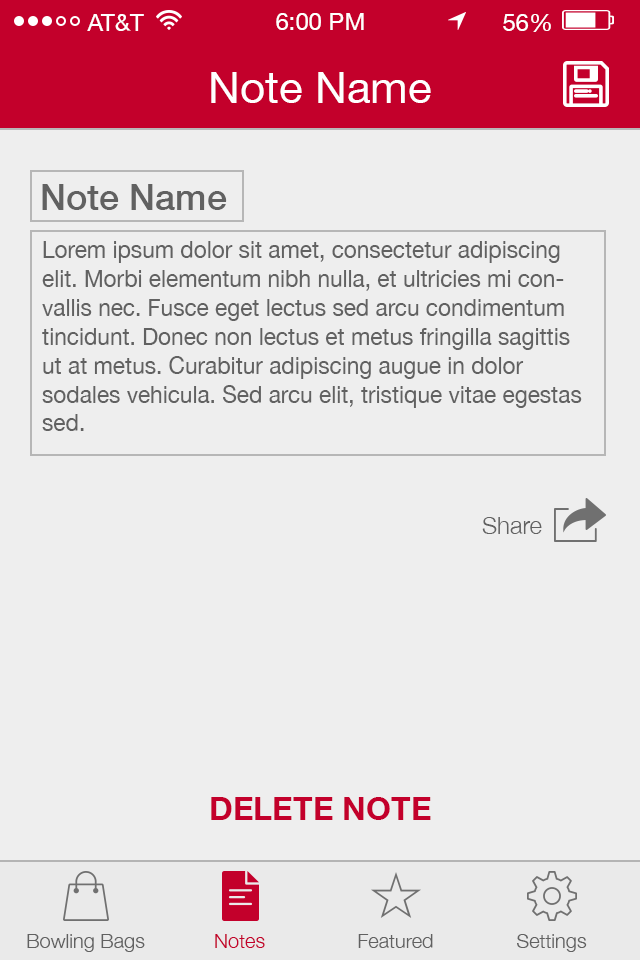 AT&T 6:00 PM 56%
Note Name
Note Name
Lorem ipsum dolor sit amet, consectetur adipiscing
elit. Morbi elementum nibh nulla, et ultricies mi con-
vallis nec. Fusce eget lectus sed arcu condimentum
tincidunt. Donec non lectus et metus fringilla sagittis
ut at metus. Curabitur adipiscing augue in dolor
sodales vehicula. Sed arcu elit, tristique vitae egestas
sed.
Share
DELETE NOTE
Bowling Bags Notes Featured Settings